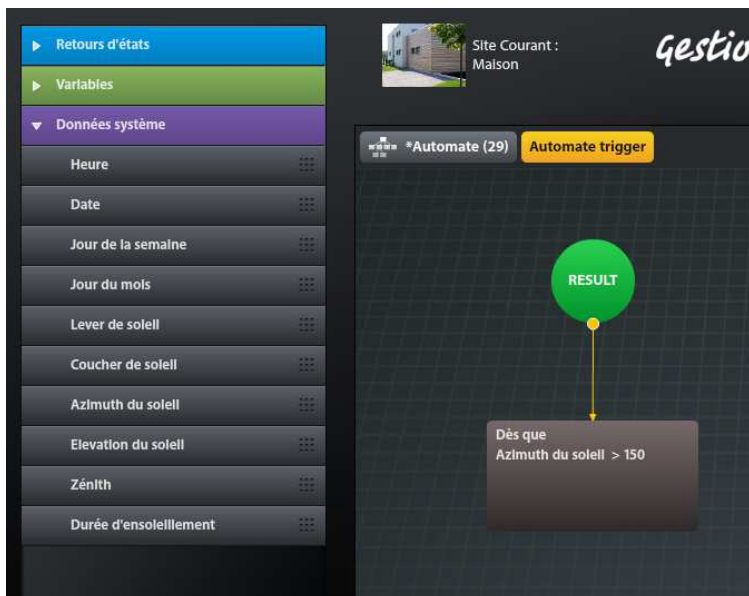 Retours d'états
Variables
Données système
Heure
Date
Jour de la semaine
Jour du mois
Lever de soleil
Coucher de soleil
Azimuth du soleil
Elevation du soleil
Zénith
Durée d'ensoleillement
Site Courant :
Maison
Gestio
*Automate (29)
Automate trigger
RESULT
Dès que
Azimuth du soleil > 150